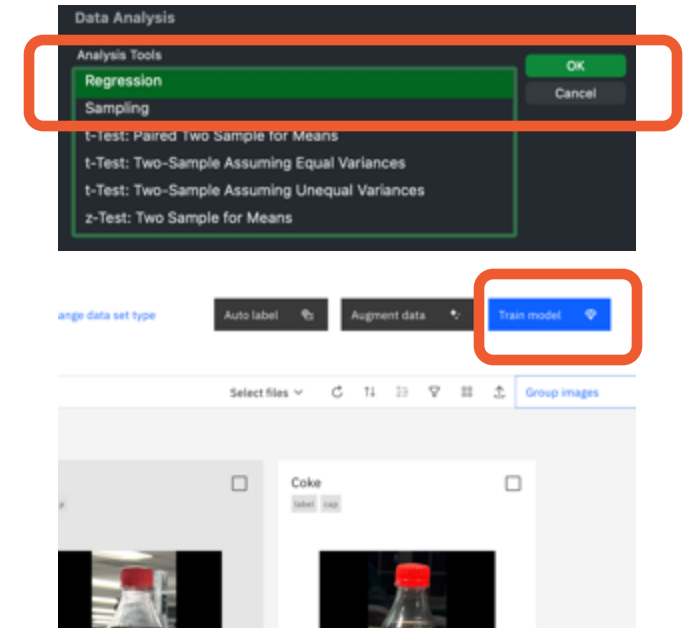 Data Analysis
Analysis Tools
Regression
Sampling
t-Test: Paired Two Sample for Means
t-Test: Two-Sample Assuming Equal Variances
t-Test: Two-Sample Assuming Unequal Variances
z-Test: Two Sample for Means
OK
Cancel
ange data set type
Auto label
Augment data
Train model
Select files
Group images
Coke
label cap